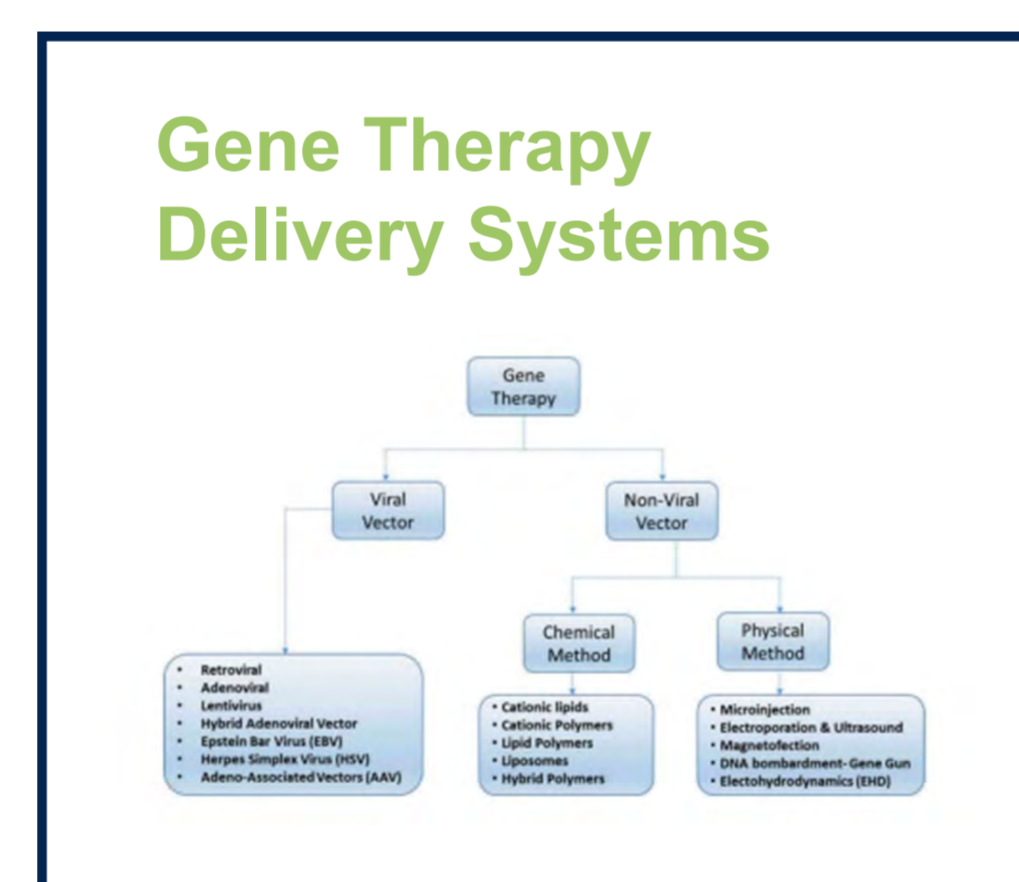 Gene Therapy
Delivery Systems
Gene
Therapy
Viral
Vector
Non-Viral
Vector
Chemical
Method
Physical
Method
• Retroviral
• Adenoviral
• Lentivirus
• Hybrid Adenoviral Vector
• Epstein Bar Virus (EBV)
• Herpes Simplex Virus (HSV)
• Adeno-Associated Vectors (AAV)
• Cationic lipids
• Cationic Polymers
• Lipid Polymers
• Liposomes
• Hybrid Polymers
• Microinjection
• Electroporation & Ultrasound
• Magnetofection
• DNA bombardment- Gene Gun
• Electohydrodynamics (EHD)